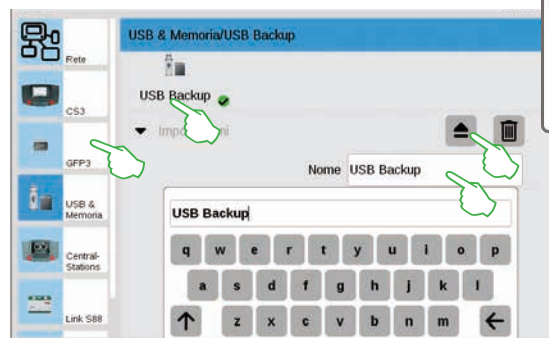 USB & Memoria/USB Backup
Rete
CS3
GFP3
USB &
Memoria
Central-
Stations
Link S88
USB Backup
Nome USB Backup
USB Backup
q w e r t y u i o p
a s d f g h j k l
z x c v b n m